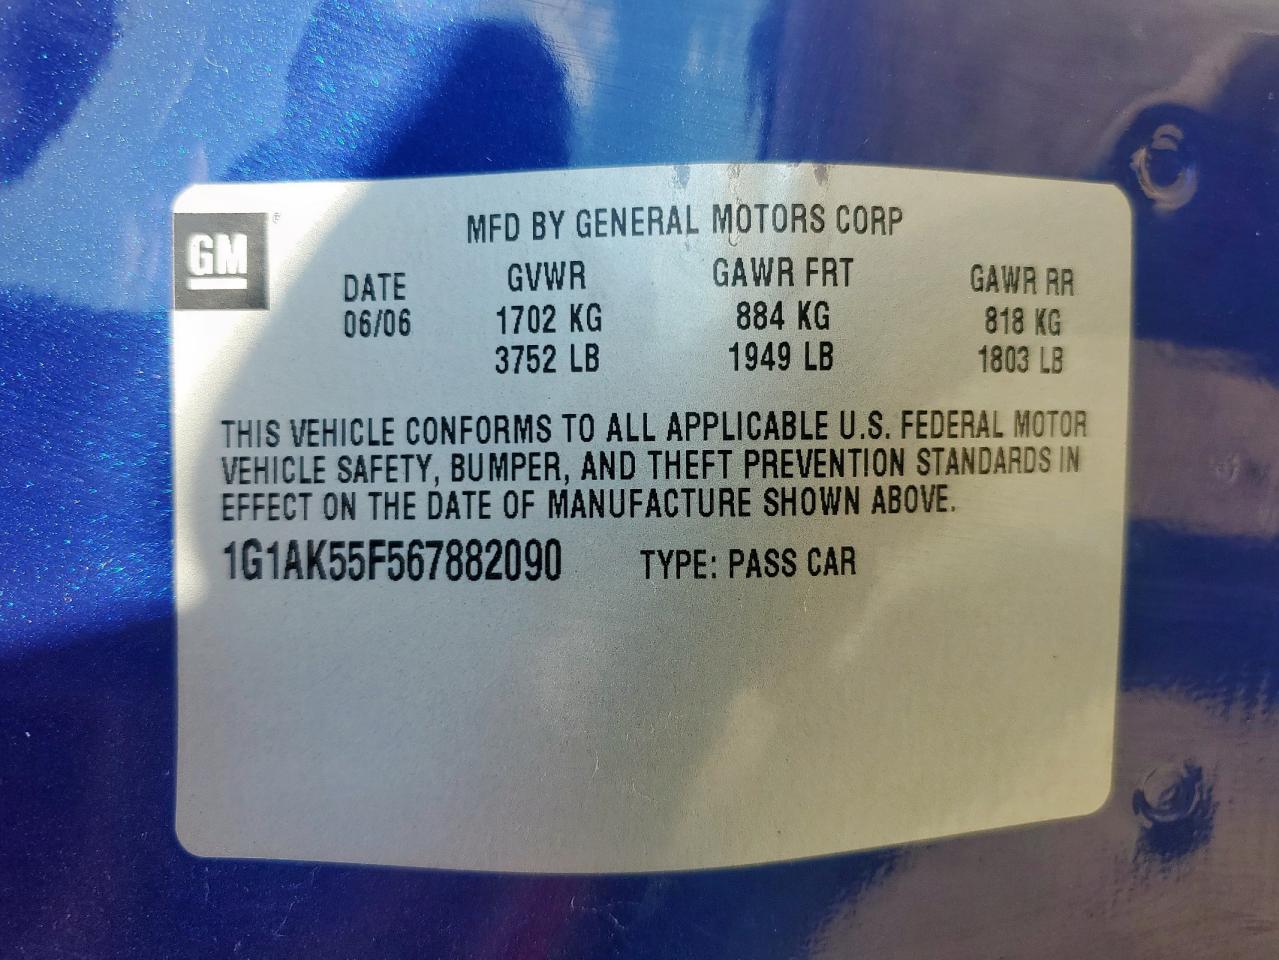 GM
MFD BY GENERAL MOTORS CORP
DATE GVWR GAWR FRT GAWR RR
06/06 1702 KG 884 KG 818 KG
3752 LB 1949 LB 1803 LB
THIS VEHICLE CONFORMS TO ALL APPLICABLE U.S. FEDERAL MOTOR
VEHICLE SAFETY, BUMPER, AND THEFT PREVENTION STANDARDS IN
EFFECT ON THE DATE OF MANUFACTURE SHOWN ABOVE.
1G1AK55F567882090 TYPE: PASS CAR